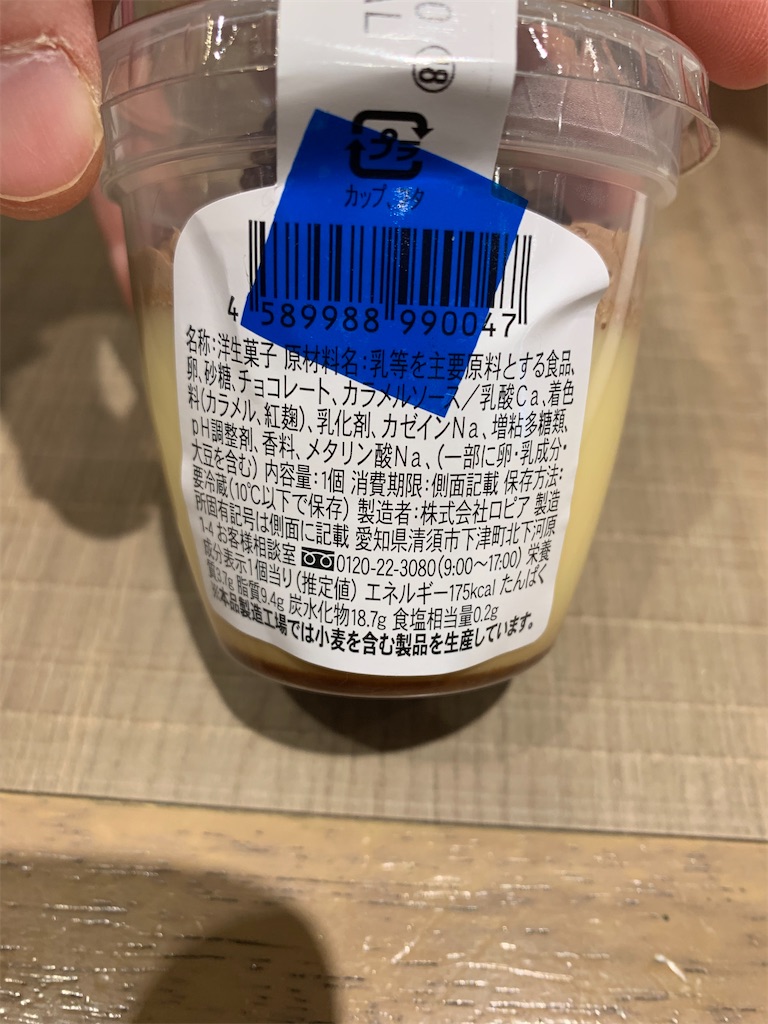 0 ⑱
AL
プラ
カップ、
4 589988 990047
名称：洋生菓子 原材料名：乳等を主要原料とする食品、
卵、砂糖、チョコレート、カラメルソース／乳酸Ca、着色
料(カラメル、紅麹)、乳化剤、カゼインNa、増粘多糖類、
pH調整剤、香料、メタリン酸Na、(一部に卵・乳成分・
大豆を含む) 内容量：1個 消費期限：側面記載 保存方法：
要冷蔵(10℃以下で保存) 製造者：株式会社ロピア 製造
所固有記号は側面に記載 愛知県清須市下津町北下河原
1-4 お客様相談室 0120-22-3080(9:00〜17:00) 栄養
成分表示1個当り(推定値) エネルギー175kcal たんぱく
質3.7g 脂質9.4g 炭水化物18.7g 食塩相当量0.2g
※本品製造工場では小麦を含む製品を生産しています。